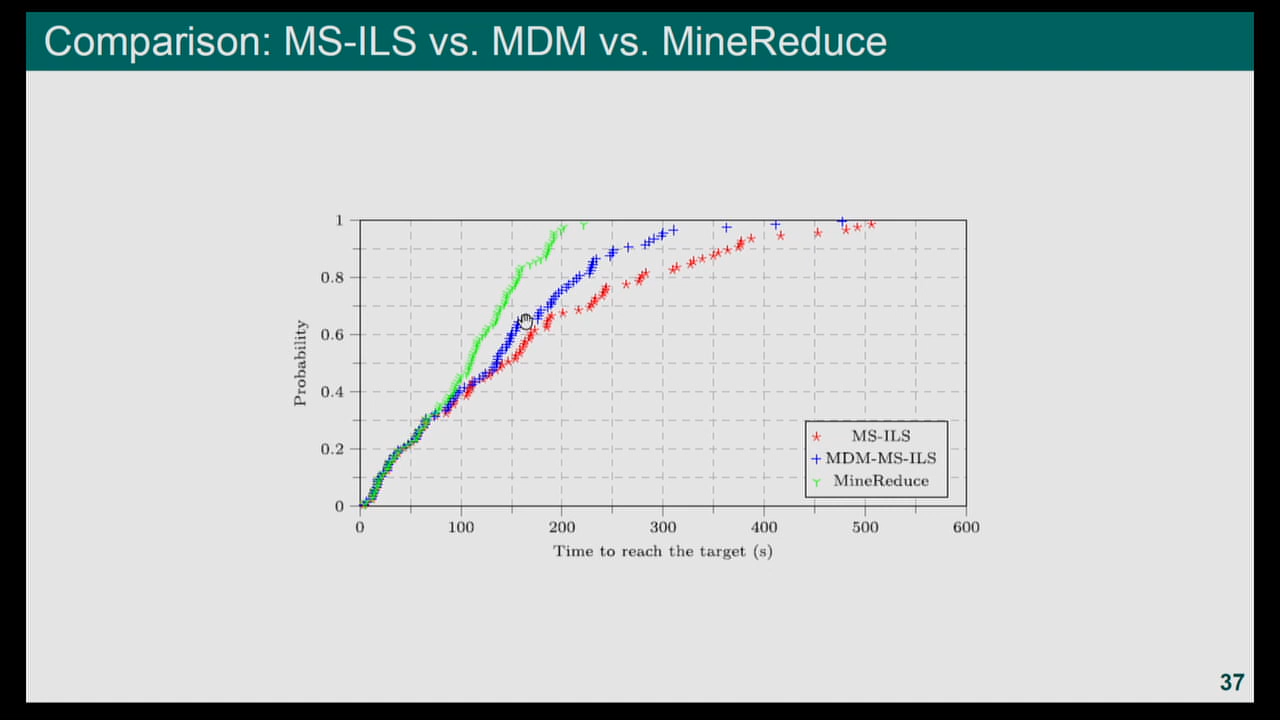 Comparison: MS-ILS vs. MDM vs. MineReduce
1
0.8
0.6
0.4
0.2
0
Probability
0 100 200 300 400 500 600
Time to reach the target (s)
MS-ILS
MDM-MS-ILS
MineReduce
37